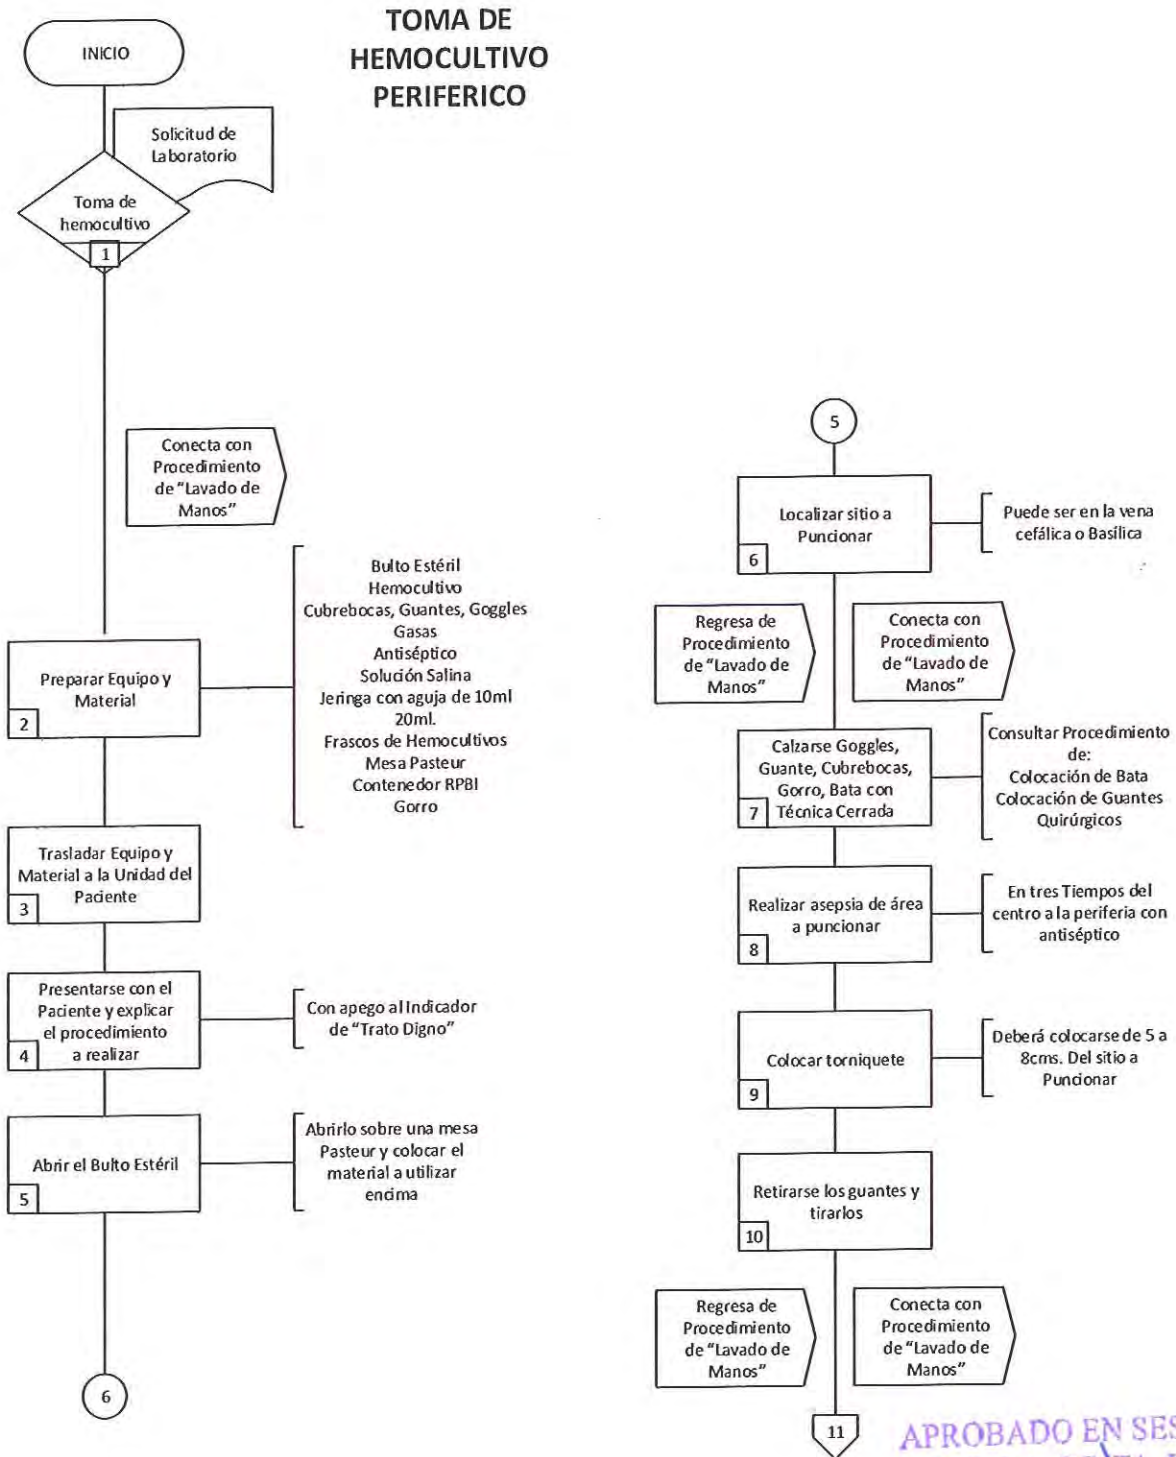 TOMA DE
HEMOCULTIVO
PERIFERICO
INICIO
Solicitud de
Laboratorio
Toma de
hemocultivo
1
Conecta con
Procedimiento
de "Lavado de
Manos"
Preparar Equipo y
Material
2
Bulto Estéril
Hemocultivo
Cubrebocas, Guantes, Goggles
Gasas
Antiséptico
Solución Salina
Jeringa con aguja de 10ml
20ml.
Frascos de Hemocultivos
Mesa Pasteur
Contenedor RPBI
Gorro
Trasladar Equipo y
Material a la Unidad del
Paciente
3
Presentarse con el
Paciente y explicar
el procedimiento
a realizar
4
Con apego al Indicador
de "Trato Digno"
Abrir el Bulto Estéril
5
Abrirlo sobre una mesa
Pasteur y colocar el
material a utilizar
encima
6
5
Localizar sitio a
Puncionar
6
Puede ser en la vena
cefálica o Basílica
Regresa de
Procedimiento
de "Lavado de
Manos"
Conecta con
Procedimiento
de "Lavado de
Manos"
Calzarse Goggles,
Guante, Cubrebocas,
Gorro, Bata con
Técnica Cerrada
7
Consultar Procedimiento
de:
Colocación de Bata
Colocación de Guantes
Quirúrgicos
Realizar asepsia de área
a puncionar
8
En tres Tiempos del
centro a la periferia con
antiséptico
Colocar torniquete
9
Deberá colocarse de 5 a
8cms. Del sitio a
Puncionar
Retirarse los guantes y
tirarlos
10
Regresa de
Procedimiento
de "Lavado de
Manos"
Conecta con
Procedimiento
de "Lavado de
Manos"
11
APROBADO EN SES